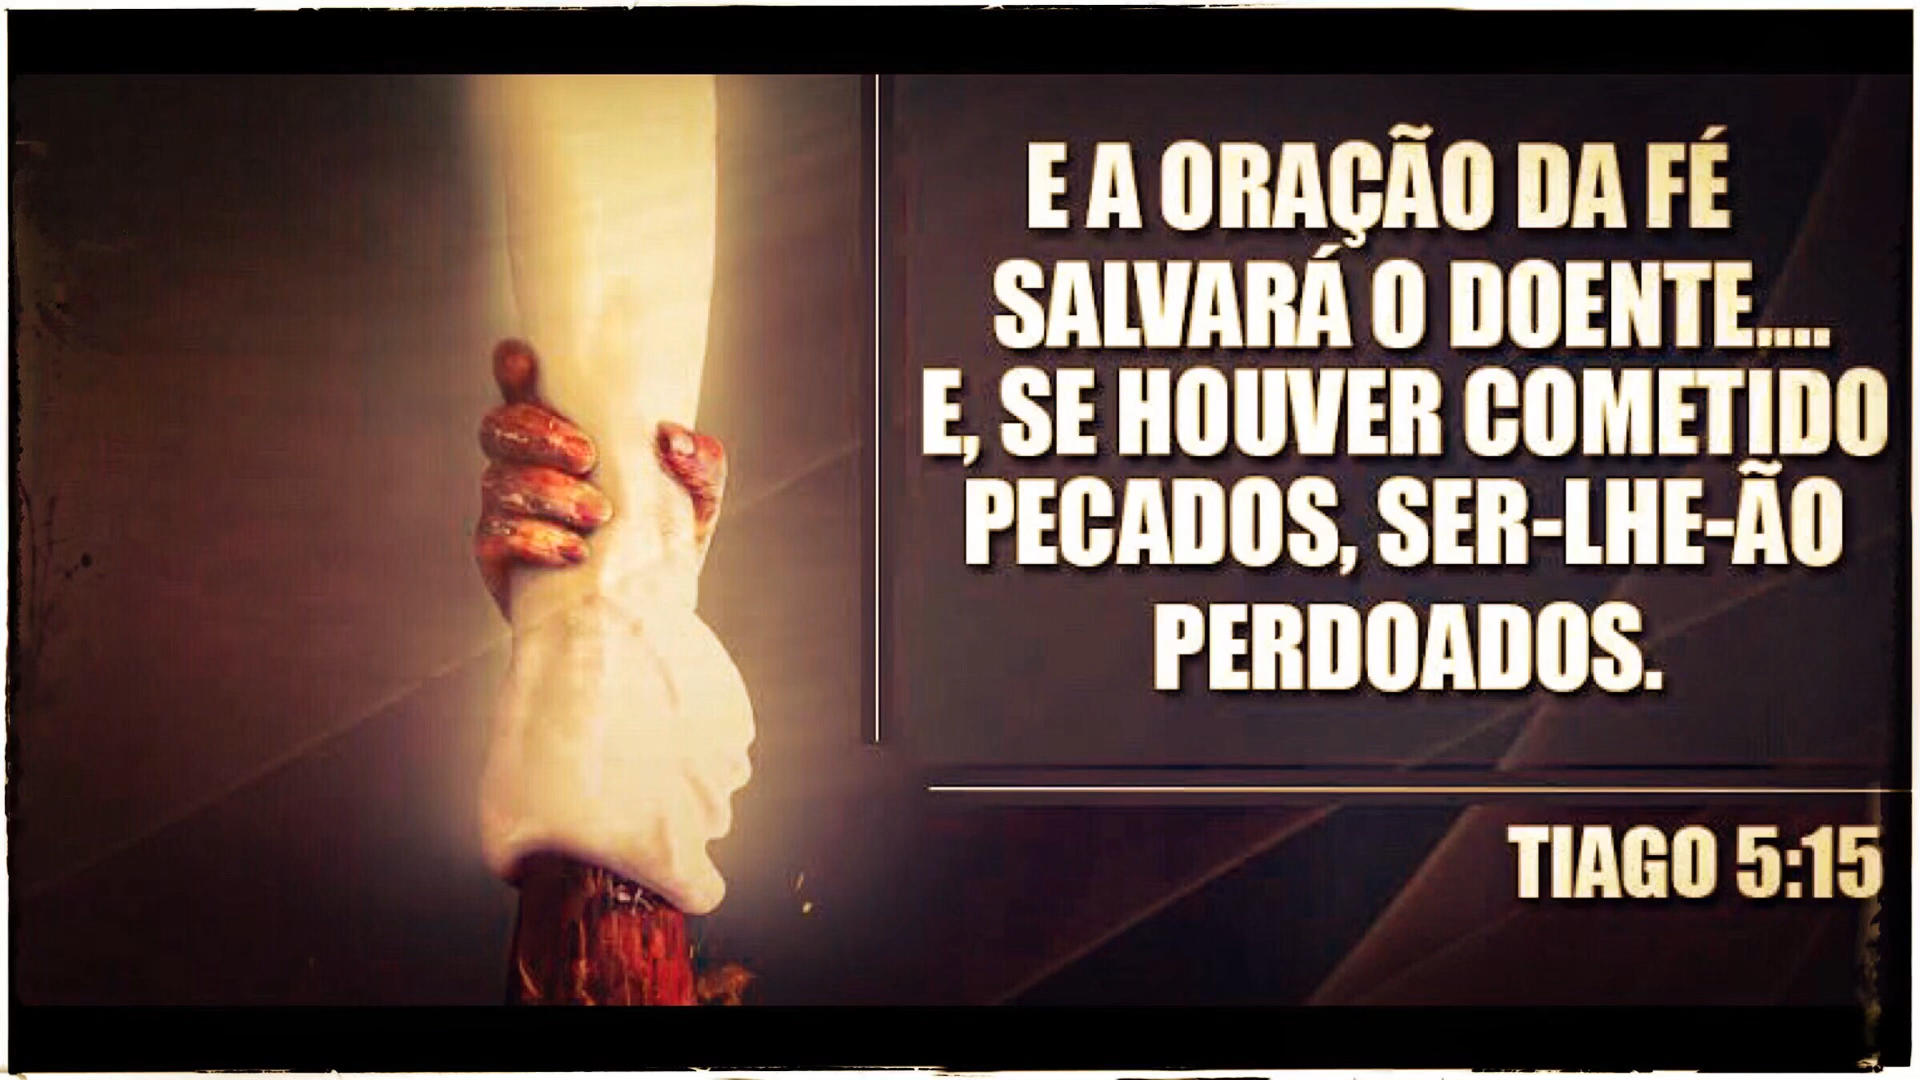 E A ORAÇÃO DA FÉ
SALVARÁ O DOENTE....
E, SE HOUVER COMETIDO
PECADOS, SER-LHE-ÃO
PERDOADOS.
TIAGO 5:15